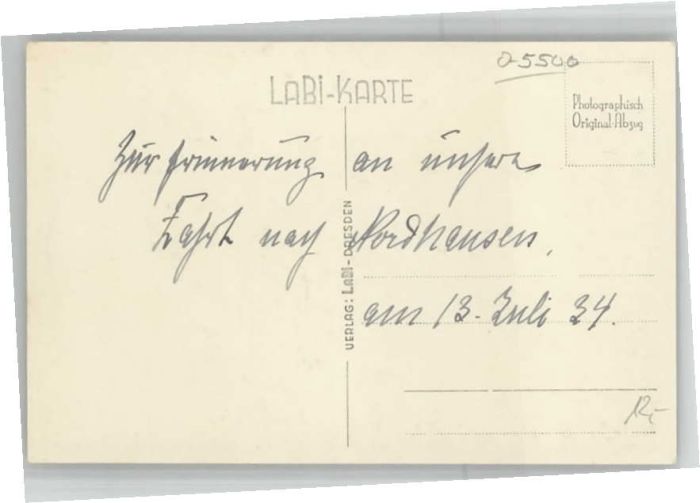 0-5500
LABI-KARTE
Photographisch
Original-Abzug
Zur Erinnerung an unsere
Fahrt nach Nordhausen,
am 13. Juli 34.
VERLAG: LABI-DRESDEN
12,-